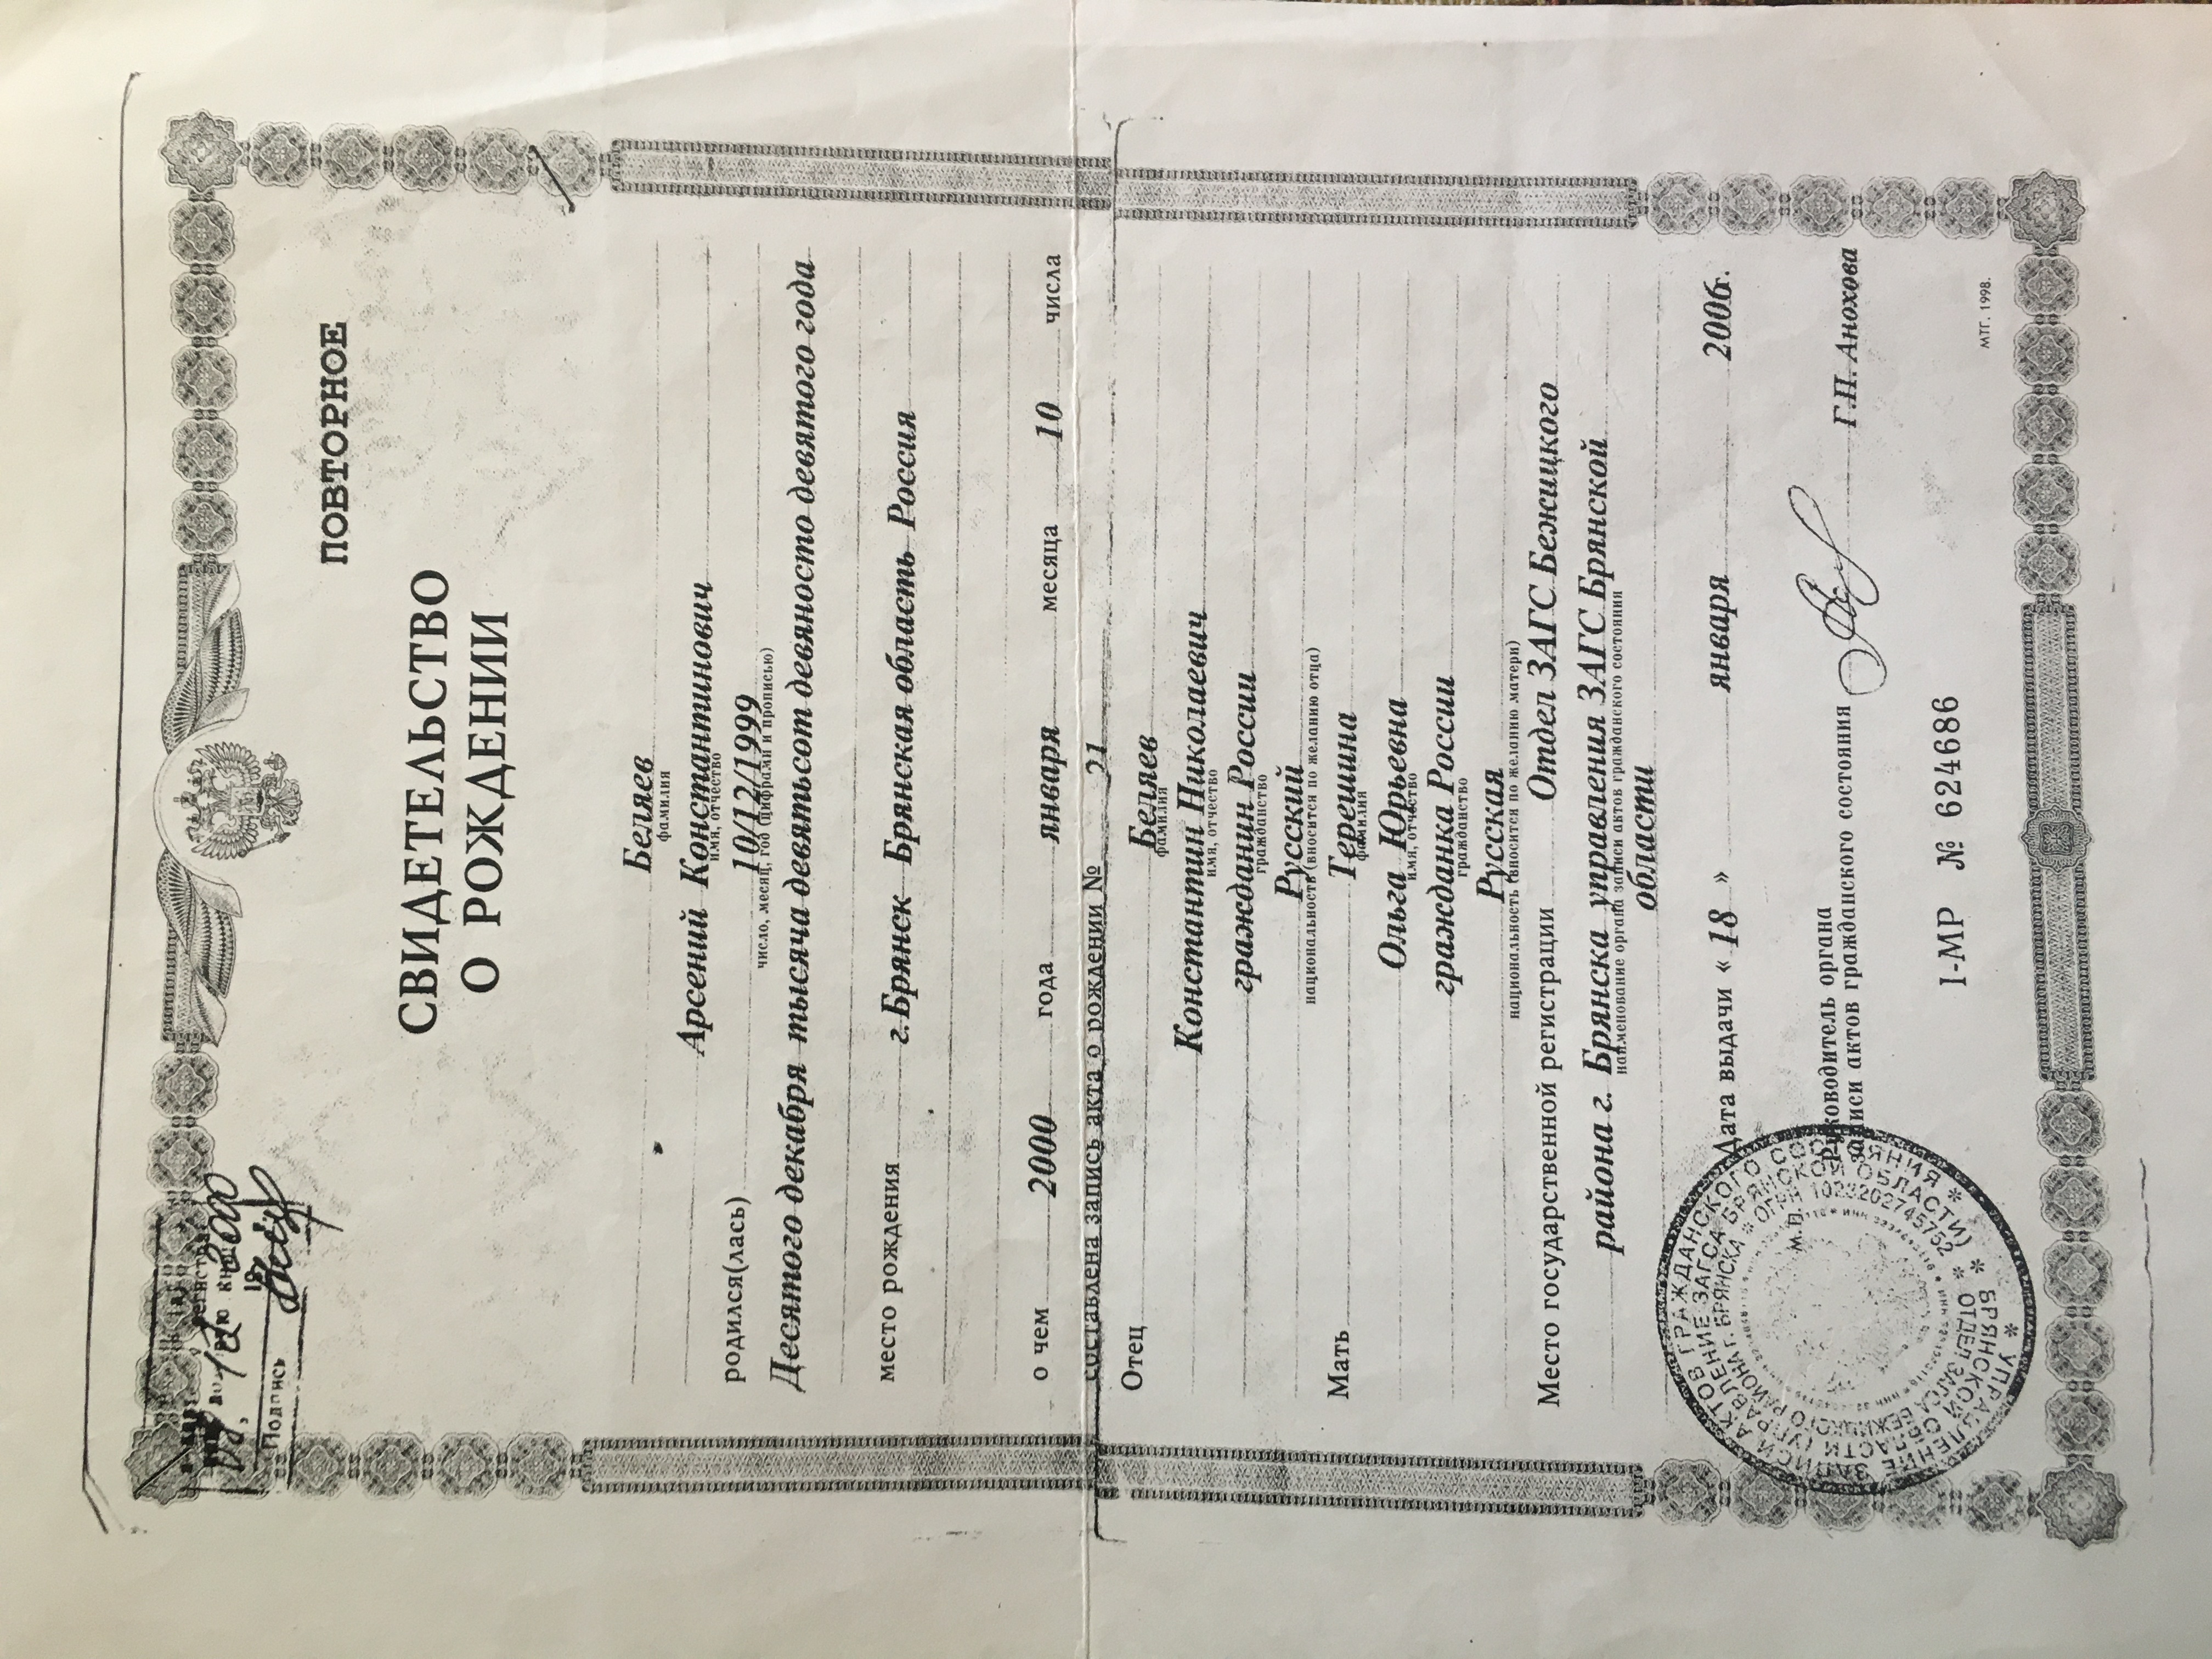 ПОВТОРНОЕ
СВИДЕТЕЛЬСТВО
О РОЖДЕНИИ
Беляев
фамилия
Арсений Константинович
имя, отчество
родился(лась) 10/12/1999
число, месяц, год (цифрами и прописью)
Десятого декабря тысяча девятьсот девяносто девятого года
место рождения г. Брянск Брянская область Россия
о чем 2000 года января месяца 10 числа
составлена запись акта о рождении № 21
Отец Беляев
фамилия
Константин Николаевич
имя, отчество
гражданин России
гражданство
Русский
национальность (вносится по желанию отца)
Мать Терешина
фамилия
Ольга Юрьевна
имя, отчество
гражданка России
гражданство
Русская
национальность (вносится по желанию матери)
Место государственной регистрации Отдел ЗАГС Бежицкого
района г. Брянска управления ЗАГС Брянской
наименование органа записи актов гражданского состояния
области
Дата выдачи « 18 » января 2006г.
М.П.
Руководитель органа
записи актов гражданского состояния Г.П. Анохова
I-МР № 624686
МТГ. 1998.
Подпись
ОГРН 1023202745752